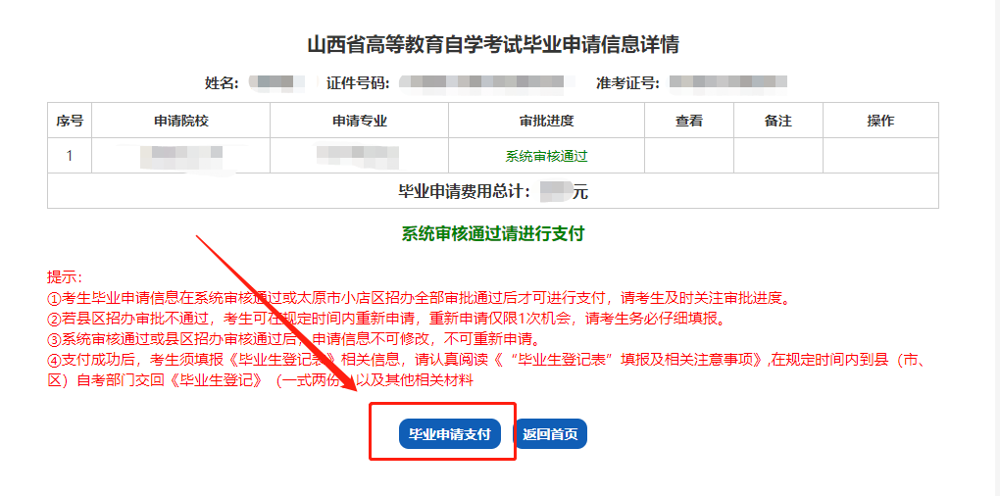 山西省高等教育自学考试毕业申请信息详情
姓名： 证件号码： 准考证号：
序号 申请院校 申请专业 审批进度 查看 备注 操作
1 系统审核通过
毕业申请费用总计： 元
系统审核通过请进行支付
提示：
①考生毕业申请信息在系统审核通过或太原市小店区招办全部审批通过后才可进行支付，请考生及时关注审批进度。
②若县区招办审批不通过，考生可在规定时间内重新申请，重新申请仅限1次机会，请考生务必仔细填报。
③系统审核通过或县区招办审核通过后，申请信息不可修改，不可重新申请。
④支付成功后，考生须填报《毕业生登记表》相关信息，请认真阅读《“毕业生登记表”填报及相关注意事项》,在规定时间内到县（市、
区）自考部门交回《毕业生登记》（一式两份）以及其他相关材料
毕业申请支付 返回首页